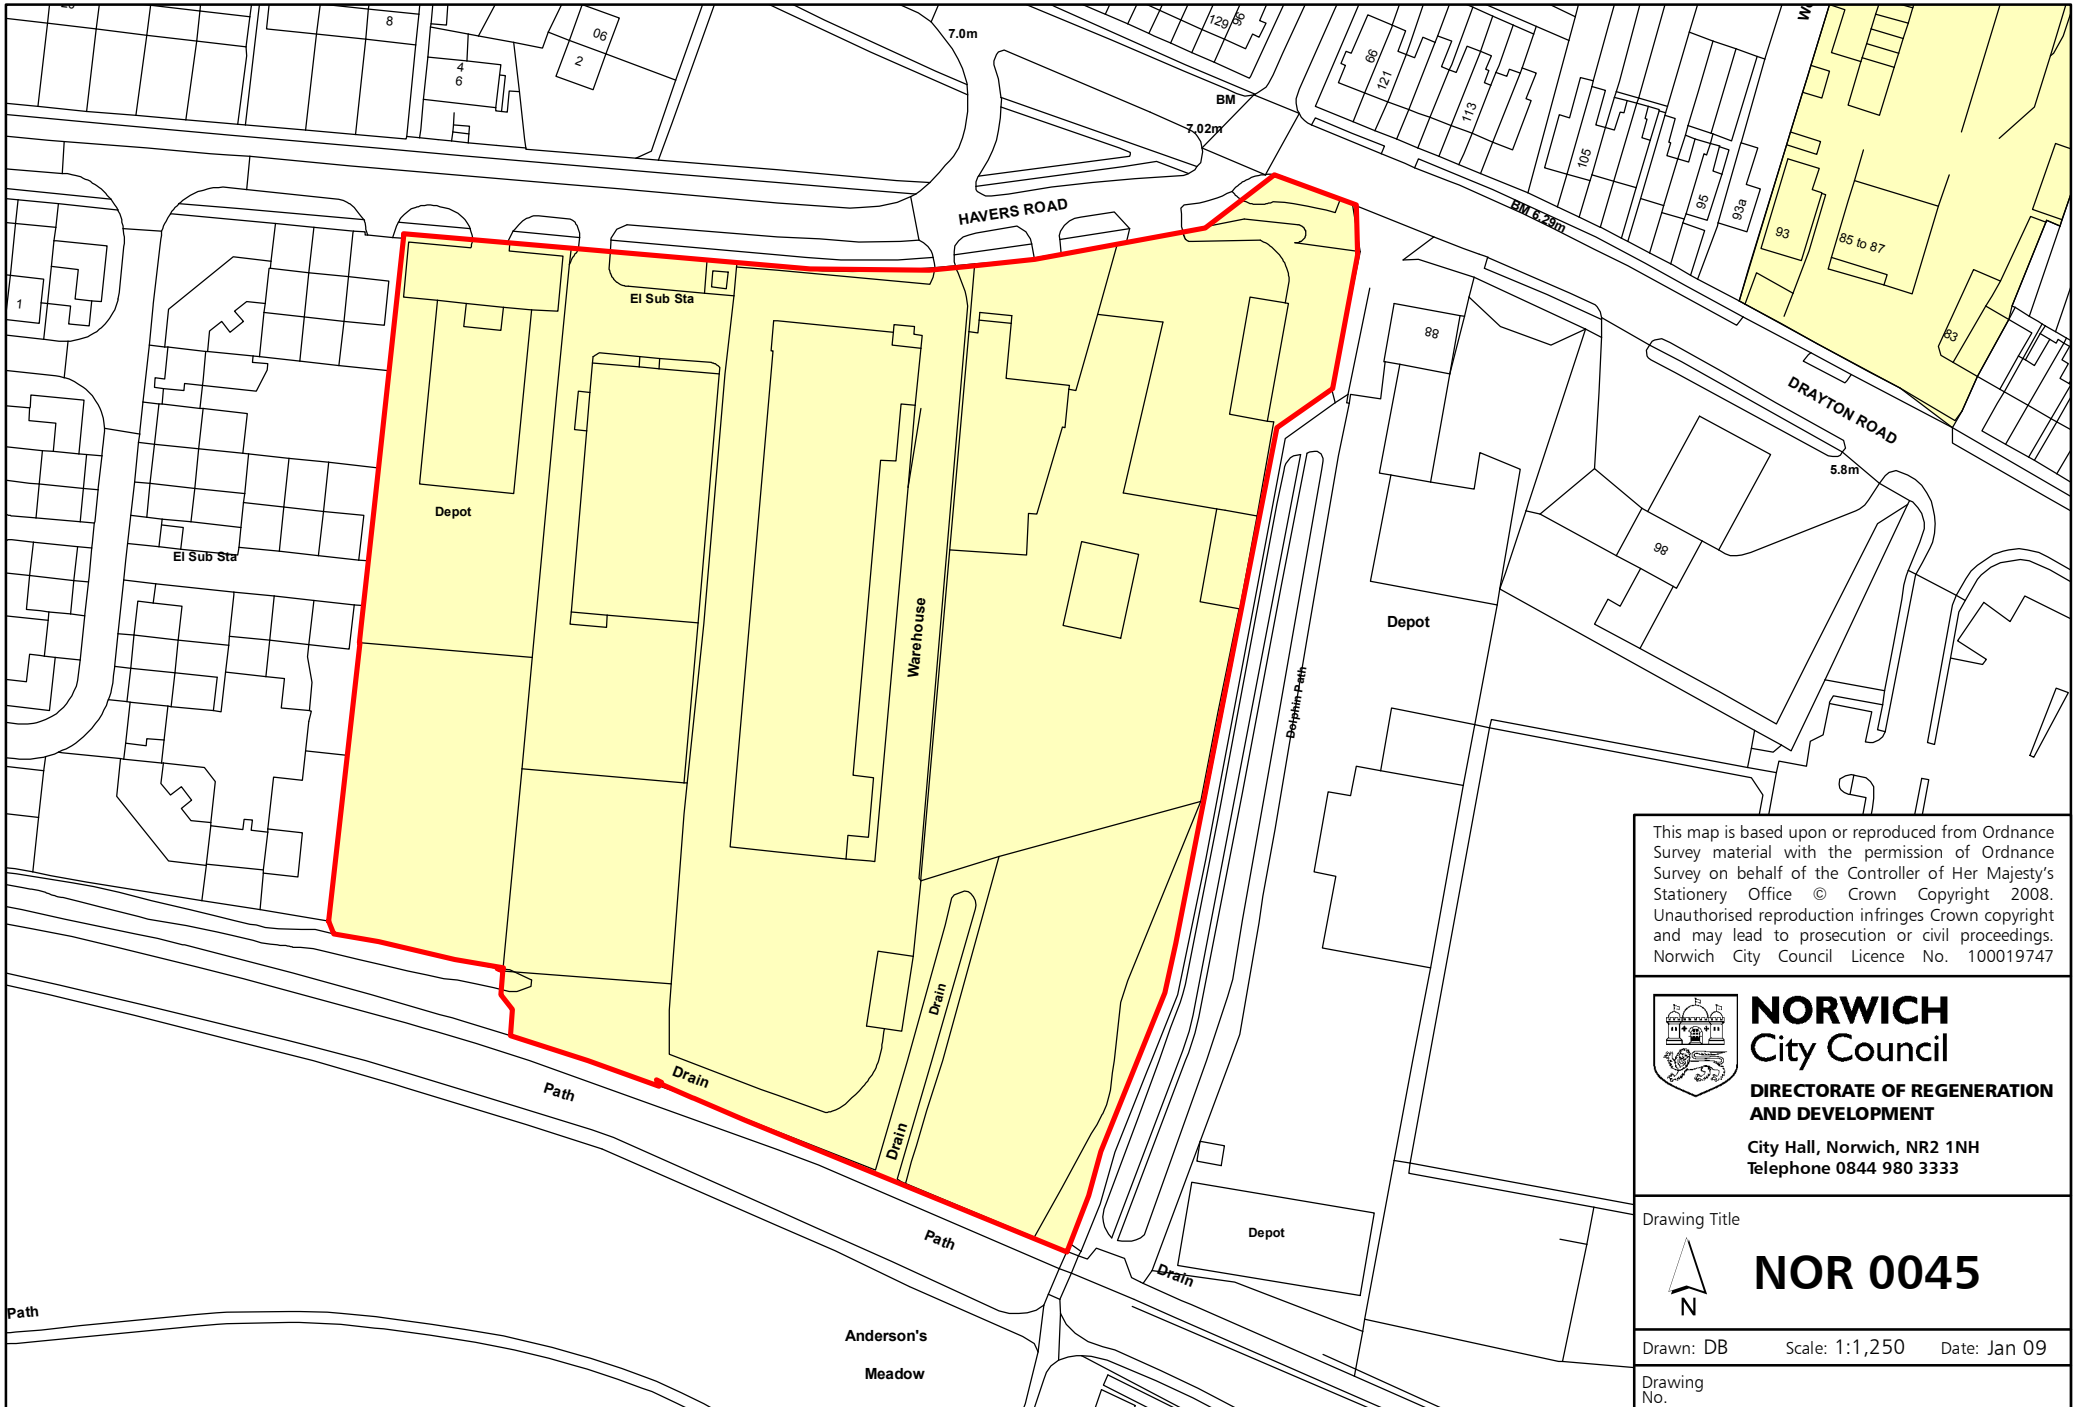 8
06
2
4
6
7.0m
129
96
66
121
113
105
95
93a
93
85 to 87
83
BM
7.02m
HAVERS ROAD
BM 6.29m
DRAYTON ROAD
5.8m
1
El Sub Sta
88
Depot
El Sub Sta
98
Warehouse
Depot
Dolphin Path
Drain
Drain
Drain
Path
Path
Depot
Drain
Path
Anderson's
Meadow
This map is based upon or reproduced from Ordnance
Survey material with the permission of Ordnance
Survey on behalf of the Controller of Her Majesty's
Stationery Office © Crown Copyright 2008.
Unauthorised reproduction infringes Crown copyright
and may lead to prosecution or civil proceedings.
Norwich City Council Licence No. 100019747
NORWICH
City Council
DIRECTORATE OF REGENERATION
AND DEVELOPMENT
City Hall, Norwich, NR2 1NH
Telephone 0844 980 3333
Drawing Title
N
NOR 0045
Drawn: DB Scale: 1:1,250 Date: Jan 09
Drawing
No.